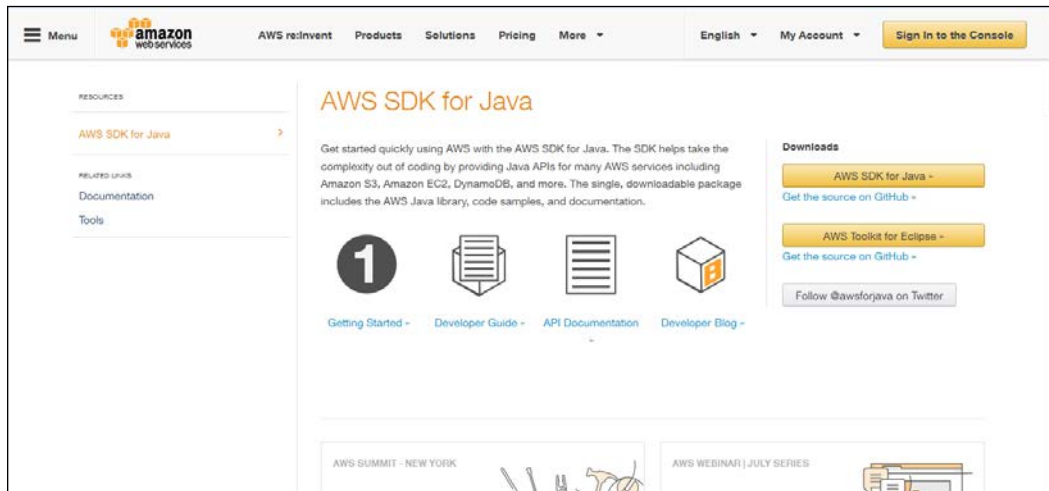 Menu
amazon
webservices
AWS re:Invent Products Solutions Pricing More
English My Account Sign In to the Console
RESOURCES
AWS SDK for Java
RELATED LINKS
Documentation
Tools
AWS SDK for Java
Get started quickly using AWS with the AWS SDK for Java. The SDK helps take the
complexity out of coding by providing Java APIs for many AWS services including
Amazon S3, Amazon EC2, DynamoDB, and more. The single, downloadable package
includes the AWS Java library, code samples, and documentation.
1
Getting Started »
Developer Guide »
API Documentation
»
Developer Blog »
Downloads
AWS SDK for Java »
Get the source on GitHub »
AWS Toolkit for Eclipse »
Get the source on GitHub »
Follow @awsforjava on Twitter
AWS SUMMIT - NEW YORK
AWS WEBINAR | JULY SERIES